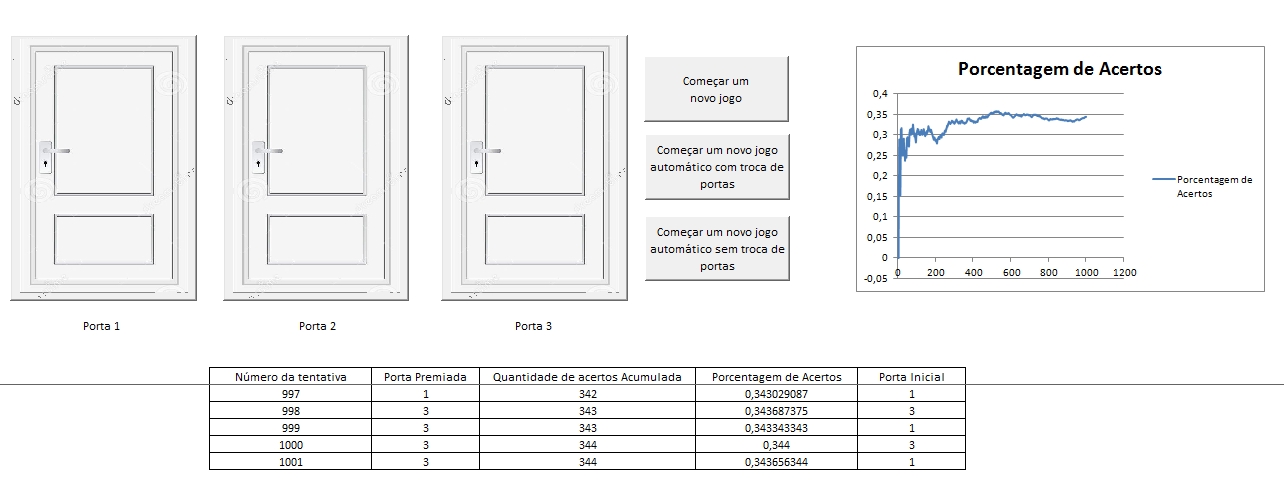 Começar um
novo jogo
Começar um novo jogo
automático com troca de
portas
Começar um novo jogo
automático sem troca de
portas
Porta 1
Porta 2
Porta 3
Porcentagem de Acertos
0,4
0,35
0,3
0,25
0,2
0,15
0,1
0,05
0
-0,05
0
200
400
600
800
1000
1200
Porcentagem de
Acertos
Número da tentativa Porta Premiada Quantidade de acertos Acumulada Porcentagem de Acertos Porta Inicial
997 1 342 0,343029087 1
998 3 343 0,343687375 3
999 3 343 0,343343343 1
1000 3 344 0,344 3
1001 3 344 0,343656344 1